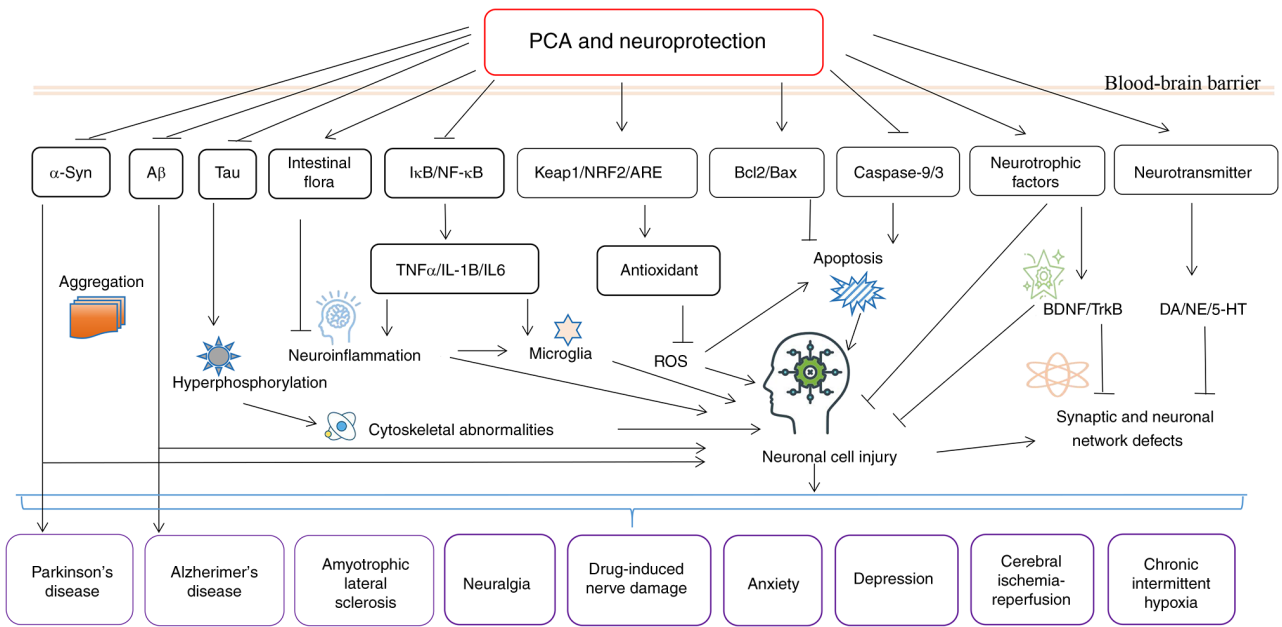 PCA and neuroprotection
Blood-brain barrier
α-Syn
Aβ
Tau
Intestinal
flora
IκB/NF-κB
Keap1/NRF2/ARE
Bcl2/Bax
Caspase-9/3
Neurotrophic
factors
Neurotransmitter
TNFα/IL-1B/IL6
Antioxidant
Apoptosis
Aggregation
BDNF/TrkB
DA/NE/5-HT
Neuroinflammation
Microglia
ROS
Hyperphosphorylation
Cytoskeletal abnormalities
Synaptic and neuronal
network defects
Neuronal cell injury
Parkinson's
disease
Alzherimer's
disease
Amyotrophic
lateral
sclerosis
Neuralgia
Drug-induced
nerve damage
Anxiety
Depression
Cerebral
ischemia-
reperfusion
Chronic
intermittent
hypoxia